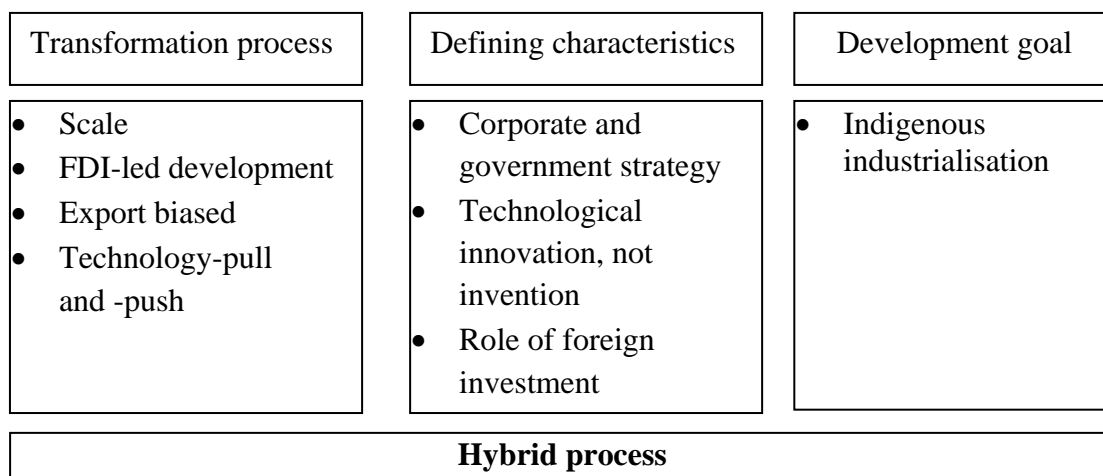 Transformation process
Defining characteristics
Development goal
• Scale
• FDI-led development
• Export biased
• Technology-pull
and -push
• Corporate and
government strategy
• Technological
innovation, not
invention
• Role of foreign
investment
• Indigenous
industrialisation
Hybrid process